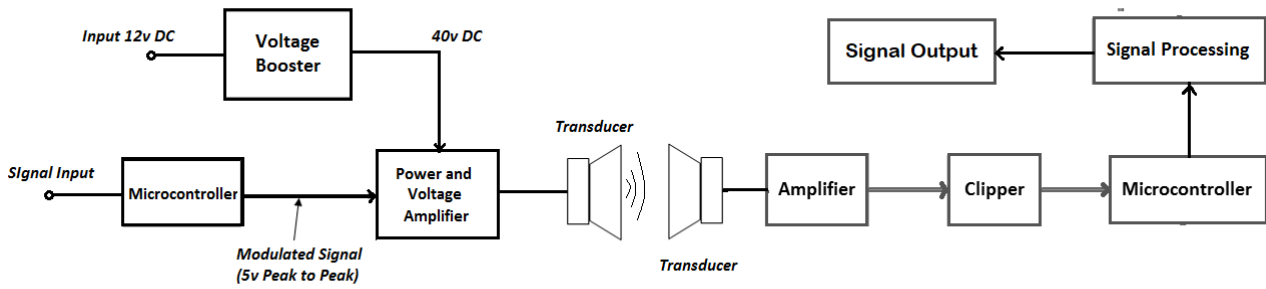 Input 12v DC
Voltage
Booster
40v DC
SIgnal Input
Microcontroller
Modulated Signal
(5v Peak to Peak)
Power and
Voltage
Amplifier
Transducer
Transducer
Amplifier
Clipper
Microcontroller
Signal Processing
Signal Output